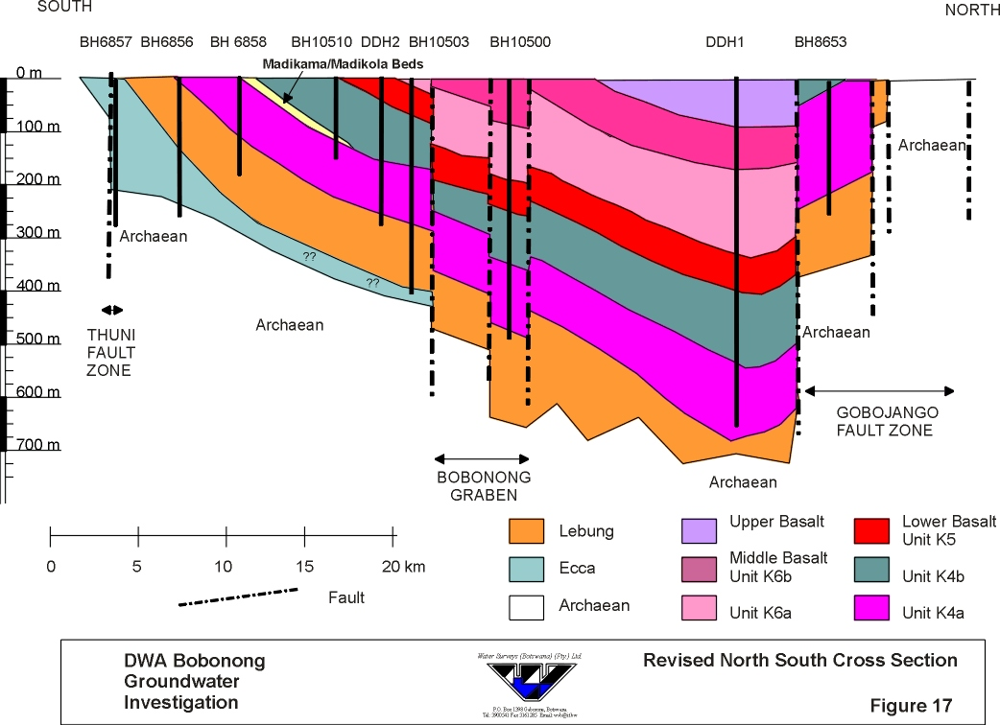 SOUTH
NORTH
BH6857 BH6856 BH 6858 BH10510 DDH2 BH10503 BH10500 DDH1 BH8653
Madikama/Madikola Beds
0 m
100 m
200 m
300 m
400 m
500 m
600 m
700 m
Archaean
Archaean
??
??
Archaean
Archaean
Archaean
THUNI
FAULT
ZONE
BOBONONG
GRABEN
GOBOJANGO
FAULT ZONE
0 5 10 15 20 km
Fault
Lebung
Ecca
Archaean
Upper Basalt
Middle Basalt
Unit K6b
Unit K6a
Lower Basalt
Unit K5
Unit K4b
Unit K4a
DWA Bobonong
Groundwater
Investigation
Water Surveys (Botswana) (Pty) Ltd.
P.O. Box 1398 Gaborone, Botswana
Revised North South Cross Section
Figure 17